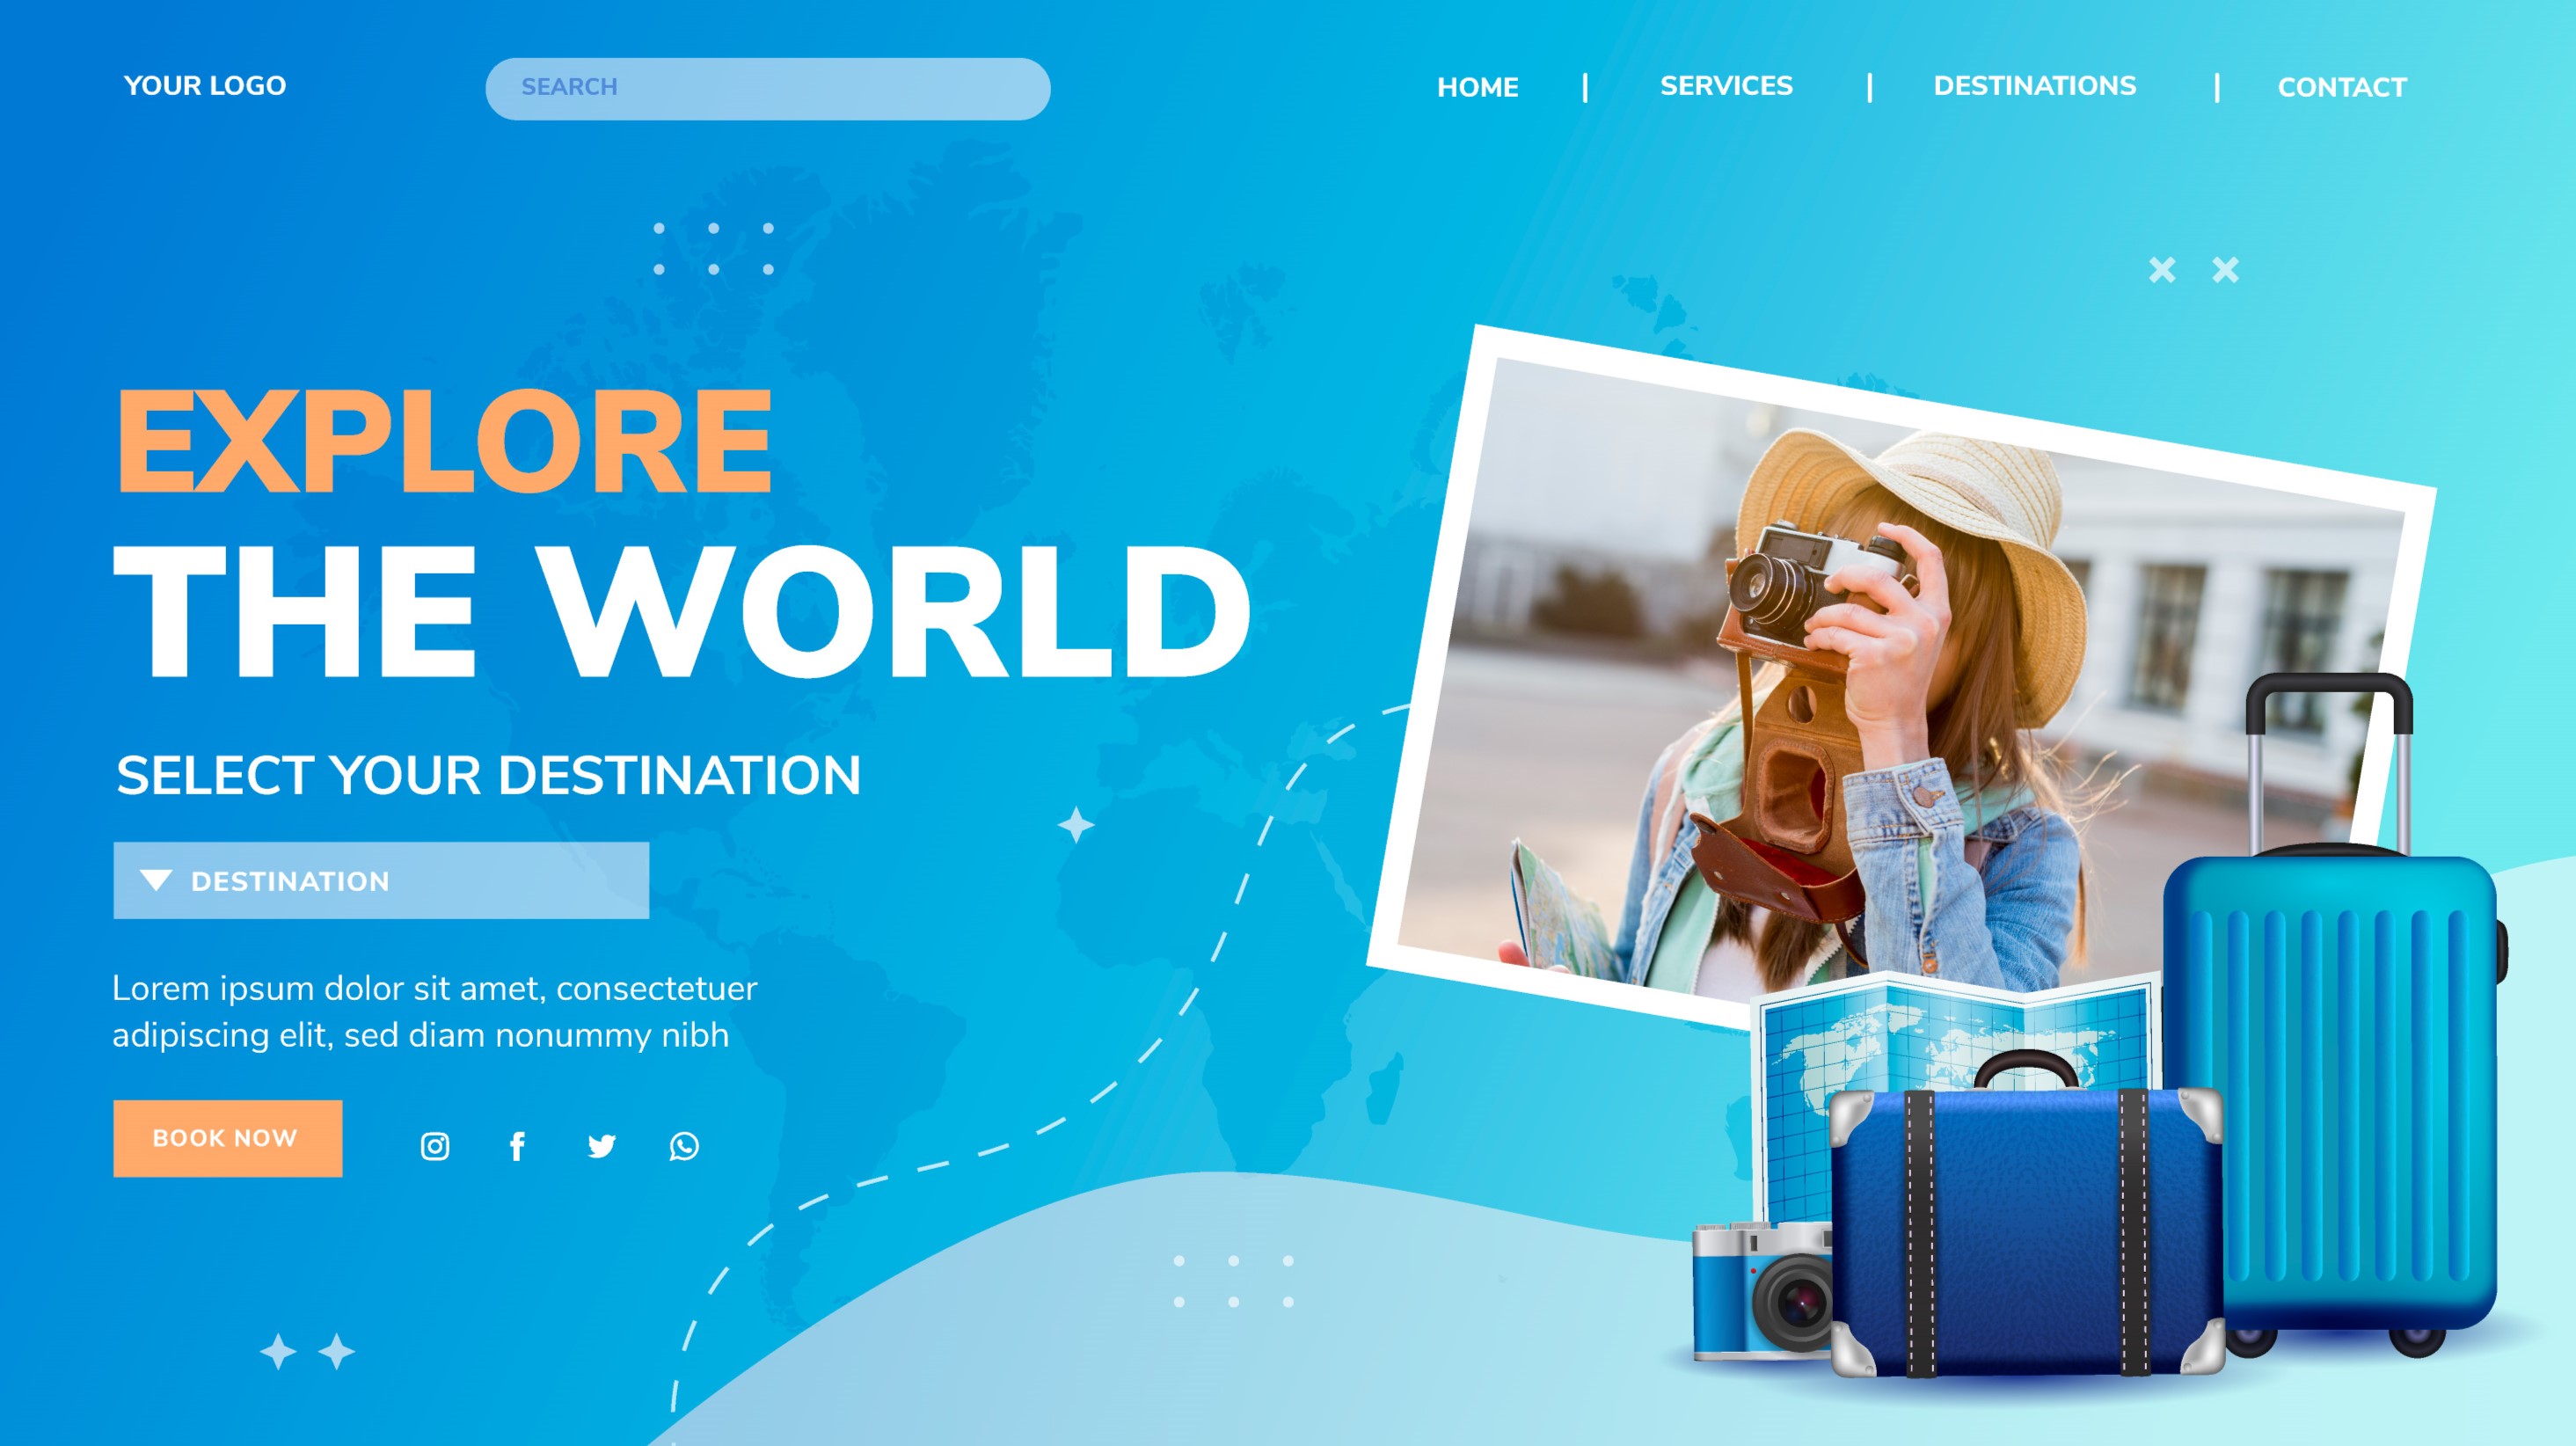 YOUR LOGO
SEARCH
HOME | SERVICES | DESTINATIONS | CONTACT
EXPLORE
THE WORLD
SELECT YOUR DESTINATION
DESTINATION
Lorem ipsum dolor sit amet, consectetuer
adipiscing elit, sed diam nonummy nibh
BOOK NOW